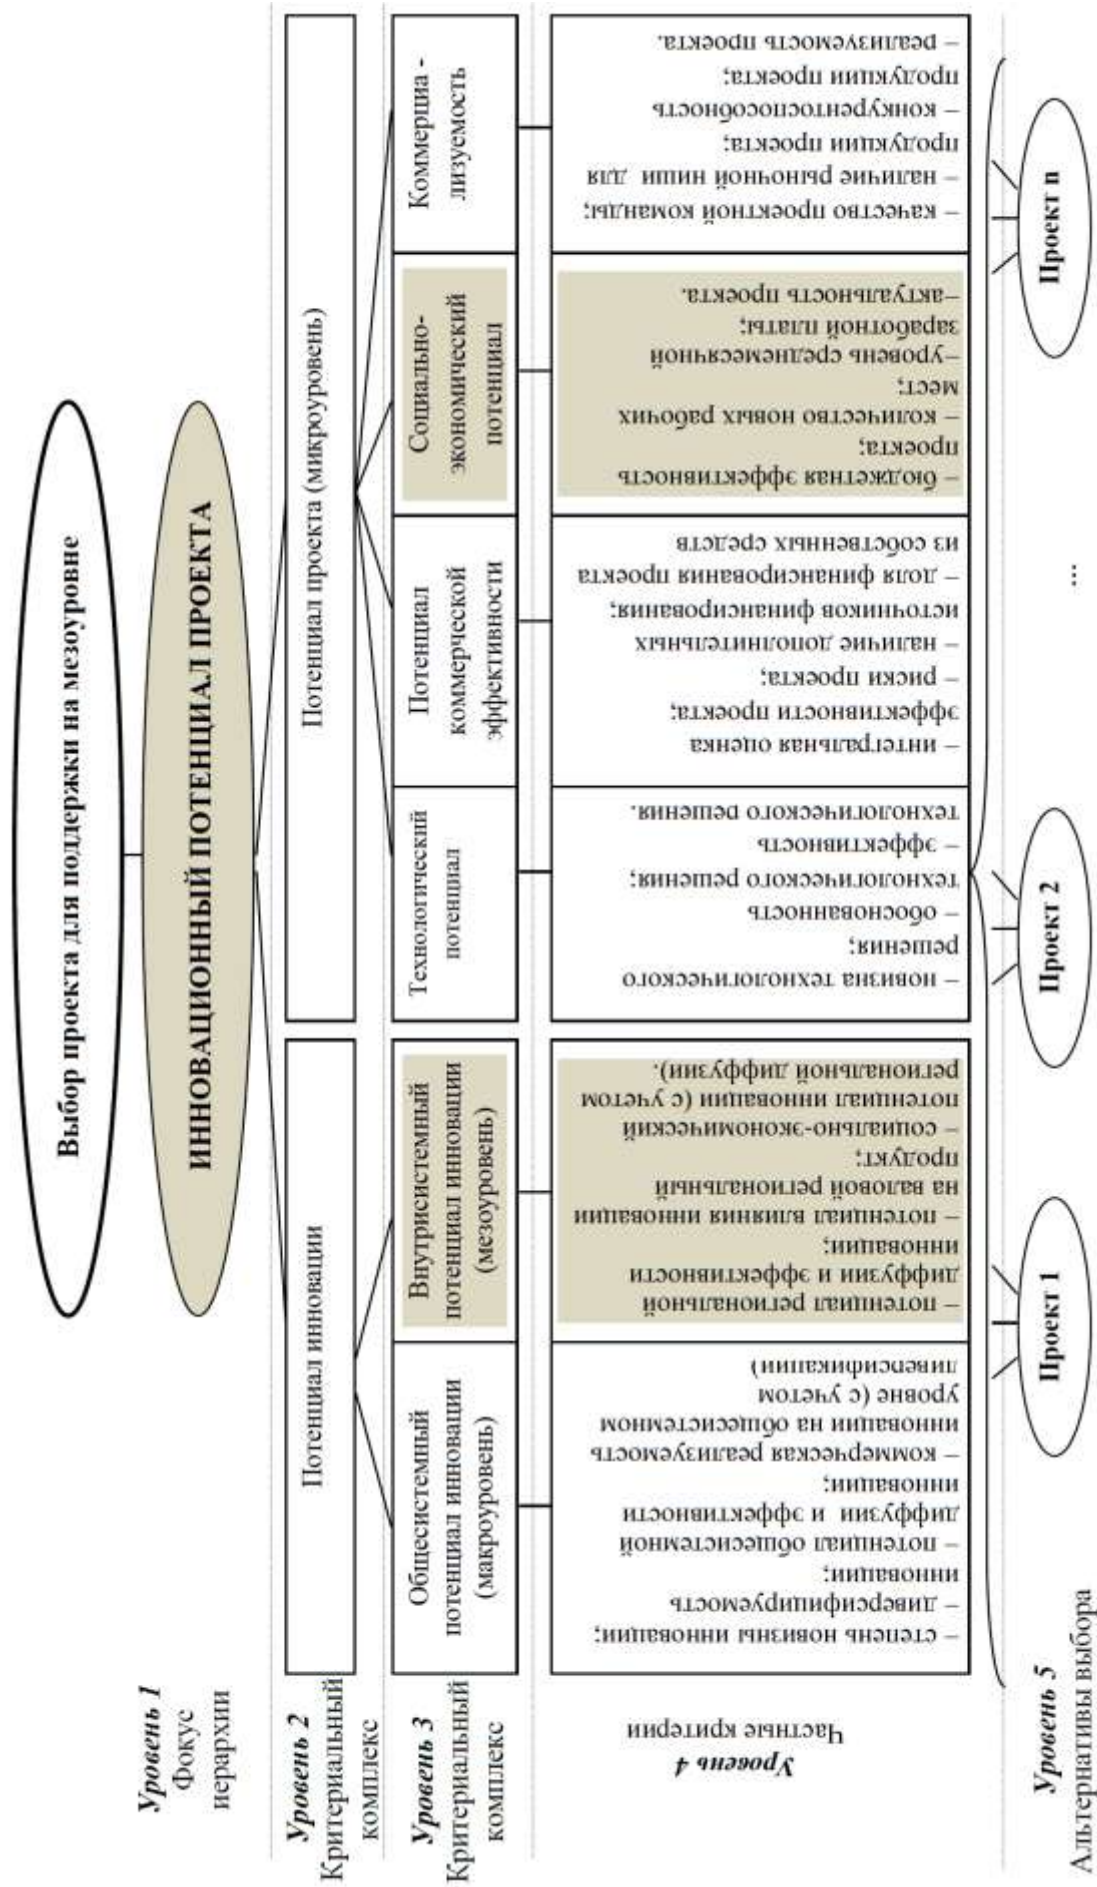 Выбор проекта для поддержки на мезоуровне
Уровень 1
Фокус
иерархии
ИННОВАЦИОННЫЙ ПОТЕНЦИАЛ ПРОЕКТА
Уровень 2
Критериальный
комплекс
Потенциал инновации
Потенциал проекта (микроуровень)
Уровень 3
Критериальный
комплекс
Общесистемный
потенциал инновации
(макроуровень)
Внутрисистемный
потенциал инновации
(мезоуровень)
Технологический
потенциал
Потенциал
коммерческой
эффективности
Социально-
экономический
потенциал
Коммерциа -
лизуемость
Уровень 4
Частные критерии
– степень новизны инновации;
– диверсифицируемость
инновации;
– потенциал общесистемной
диффузии и эффективности
инновации;
– коммерческая реализуемость
инновации на общесистемном
уровне (с учетом
диверсификации)
– потенциал региональной
диффузии и эффективности
инновации;
– потенциал влияния инновации
на валовой региональный
продукт;
– социально-экономический
потенциал инновации (с учетом
региональной диффузии).
– новизна технологического
решения;
– обоснованность
технологического решения;
– эффективность
технологического решения.
– интегральная оценка
эффективности проекта;
– риски проекта;
– наличие дополнительных
источников финансирования;
– доля финансирования проекта
из собственных средств
– бюджетная эффективность
проекта;
– количество новых рабочих
мест;
–уровень среднемесячной
заработной платы;
–актуальность проекта.
– качество проектной команды;
– наличие рыночной ниши для
продукции проекта;
– конкурентоспособность
продукции проекта;
– реализуемость проекта.
Уровень 5
Альтернативы выбора
Проект 1
Проект 2
...
Проект n